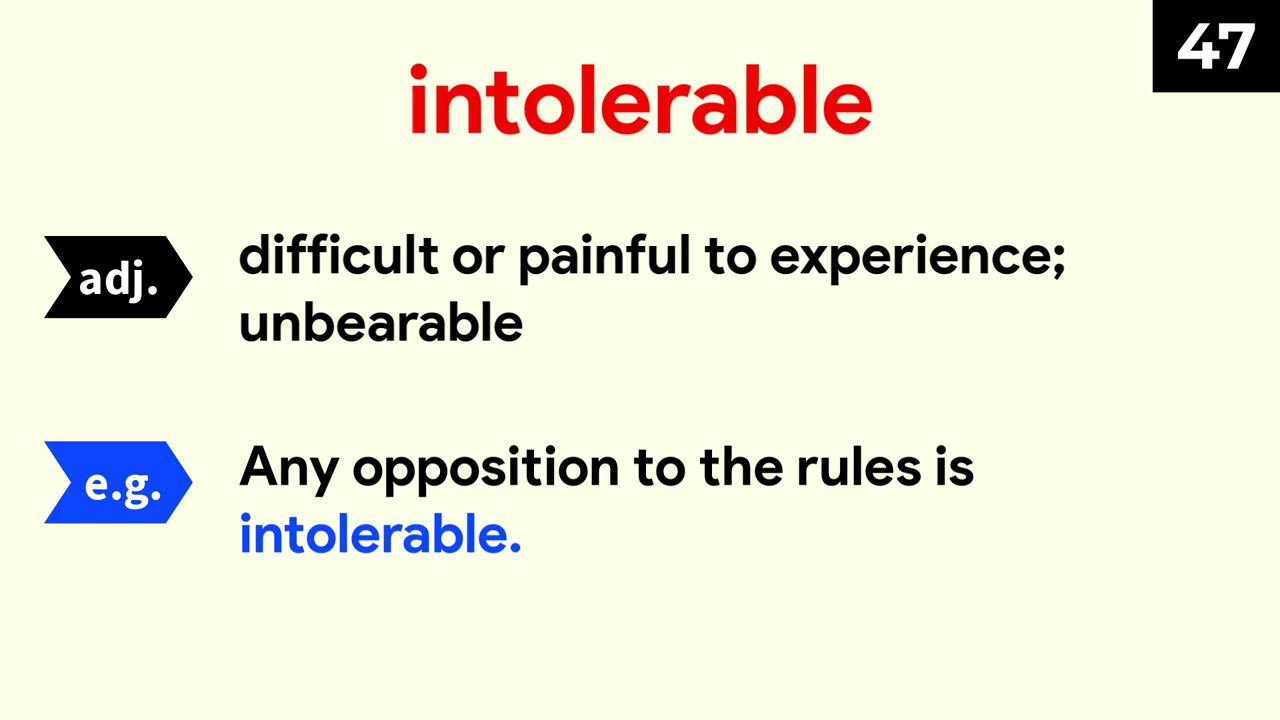 47
intolerable
adj.
difficult or painful to experience;
unbearable
e.g.
Any opposition to the rules is
intolerable.